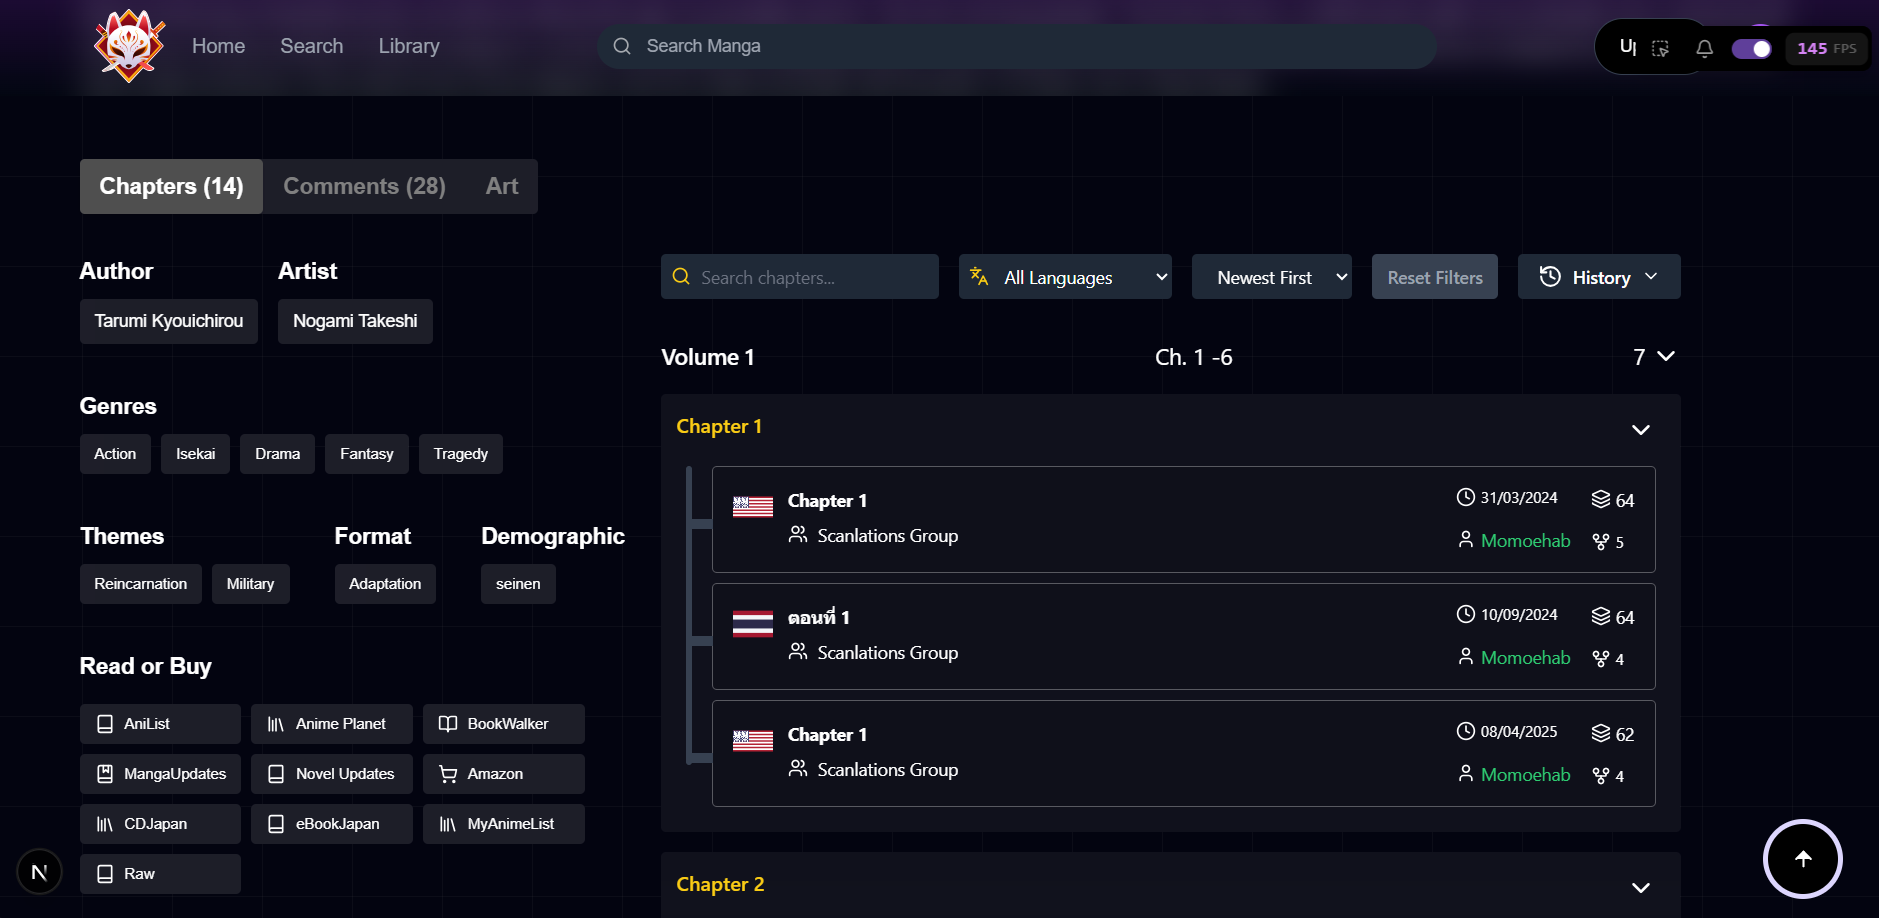 Home Search Library
Search Manga
U
145 FPS
Chapters (14) Comments (28) Art
Author Artist
Tarumi Kyouichirou Nogami Takeshi
Genres
Action Isekai Drama Fantasy Tragedy
Themes Format Demographic
Reincarnation Military Adaptation seinen
Read or Buy
AniList Anime Planet BookWalker
MangaUpdates Novel Updates Amazon
CDJapan eBookJapan MyAnimeList
Raw
N
Search chapters... All Languages Newest First Reset Filters History
Volume 1 Ch. 1 -6 7
Chapter 1
Chapter 1 31/03/2024 64
Scanlations Group Momoehab 5
ตอนที่ 1 10/09/2024 64
Scanlations Group Momoehab 4
Chapter 1 08/04/2025 62
Scanlations Group Momoehab 4
Chapter 2